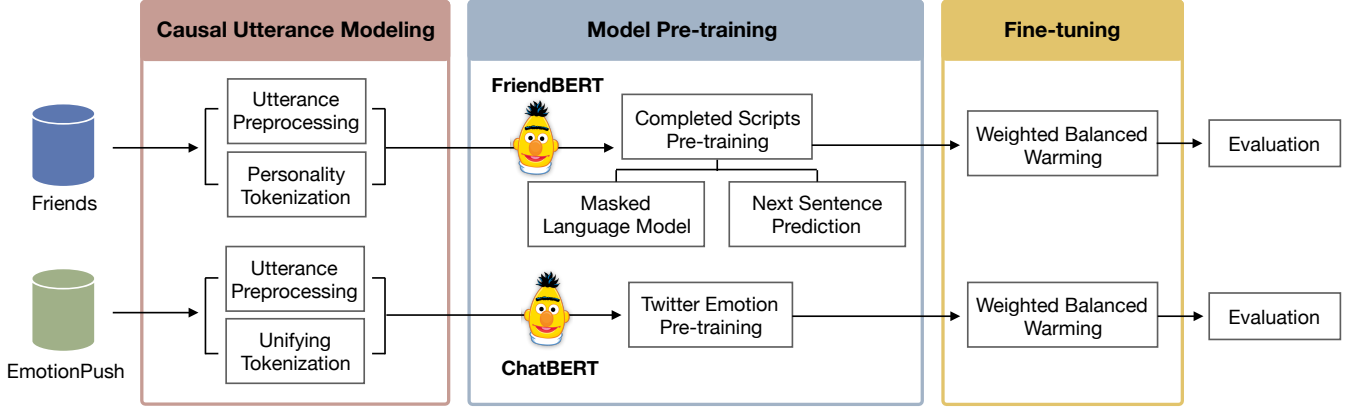 Causal Utterance Modeling
Model Pre-training
Fine-tuning
Friends
Utterance
Preprocessing
Personality
Tokenization
FriendBERT
Completed Scripts
Pre-training
Masked
Language Model
Next Sentence
Prediction
Weighted Balanced
Warming
Evaluation
EmotionPush
Utterance
Preprocessing
Unifying
Tokenization
ChatBERT
Twitter Emotion
Pre-training
Weighted Balanced
Warming
Evaluation